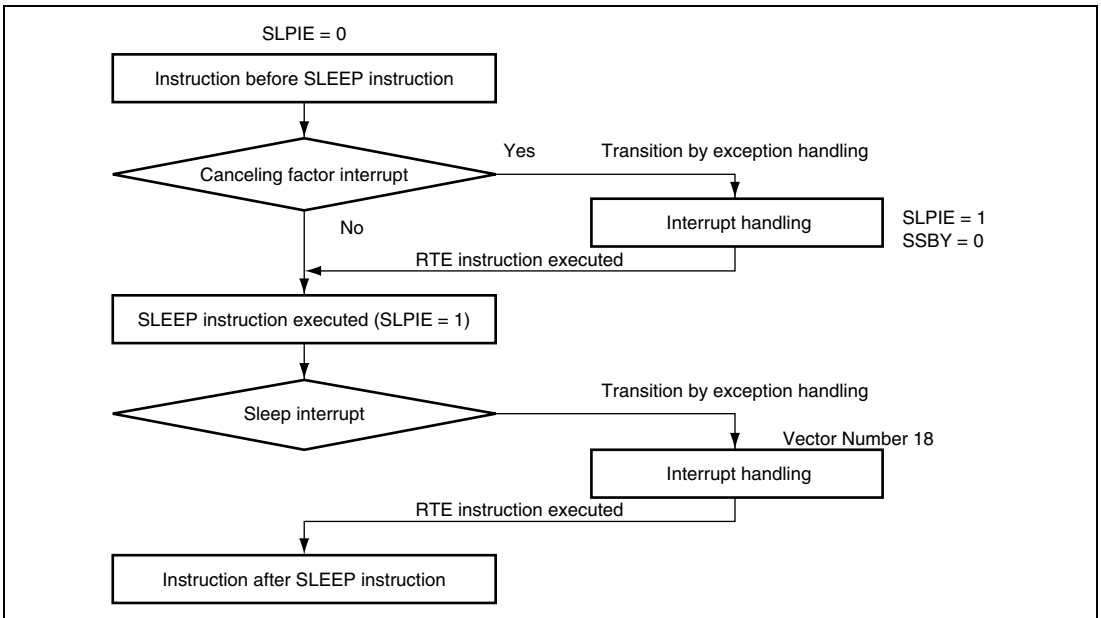 SLPIE = 0
Instruction before SLEEP instruction
Canceling factor interrupt
Yes
Transition by exception handling
Interrupt handling
SLPIE = 1
SSBY = 0
No
RTE instruction executed
SLEEP instruction executed (SLPIE = 1)
Sleep interrupt
Transition by exception handling
Vector Number 18
Interrupt handling
RTE instruction executed
Instruction after SLEEP instruction